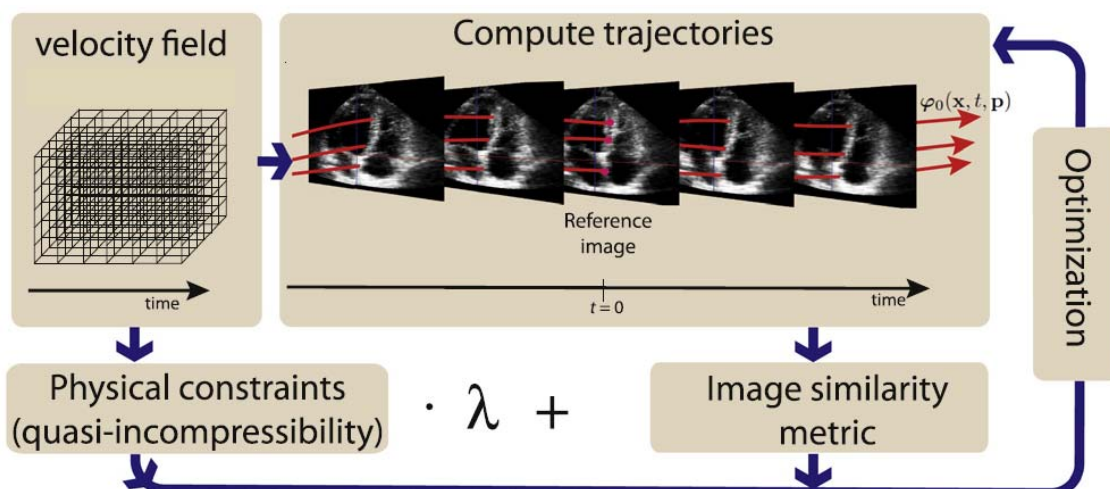 velocity field
time
Compute trajectories
φ₀(x, t, p)
Reference
image
t = 0
time
Optimization
Physical constraints
(quasi-incompressibility)
· λ +
Image similarity
metric